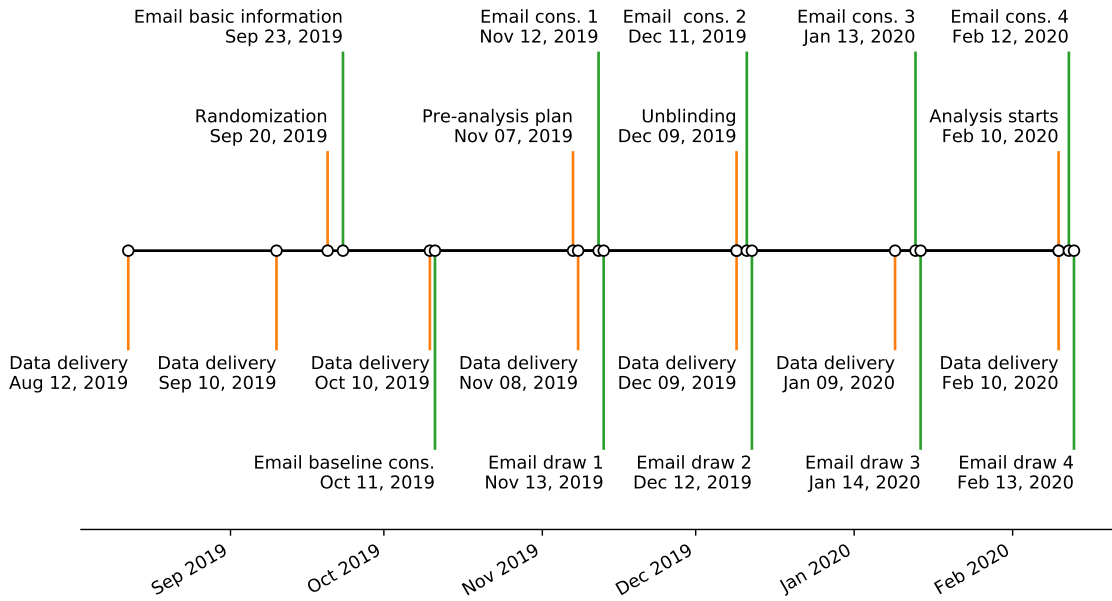 Email basic information
Sep 23, 2019
Email cons. 1
Nov 12, 2019
Email  cons. 2
Dec 11, 2019
Email cons. 3
Jan 13, 2020
Email cons. 4
Feb 12, 2020
Randomization
Sep 20, 2019
Pre-analysis plan
Nov 07, 2019
Unblinding
Dec 09, 2019
Analysis starts
Feb 10, 2020
Data delivery
Aug 12, 2019
Data delivery
Sep 10, 2019
Data delivery
Oct 10, 2019
Data delivery
Nov 08, 2019
Data delivery
Dec 09, 2019
Data delivery
Jan 09, 2020
Data delivery
Feb 10, 2020
Email baseline cons.
Oct 11, 2019
Email draw 1
Nov 13, 2019
Email draw 2
Dec 12, 2019
Email draw 3
Jan 14, 2020
Email draw 4
Feb 13, 2020
Sep 2019
Oct 2019
Nov 2019
Dec 2019
Jan 2020
Feb 2020